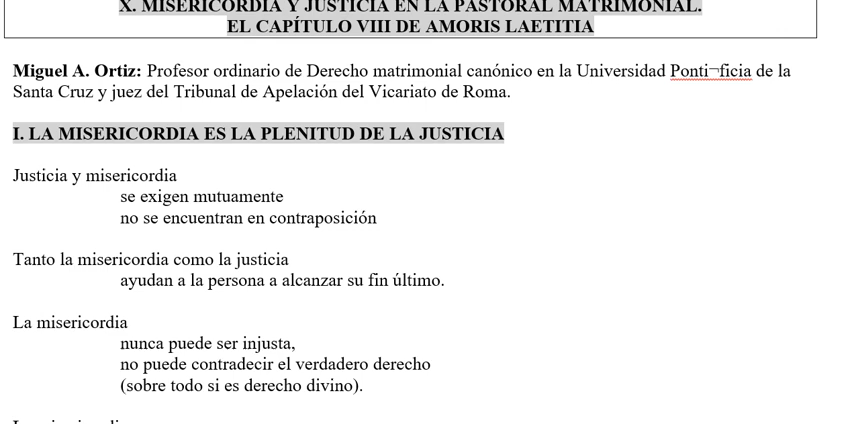 X. MISERICORDIA Y JUSTICIA EN LA PASTORAL MATRIMONIAL.
EL CAPÍTULO VIII DE AMORIS LAETITIA
Miguel A. Ortiz: Profesor ordinario de Derecho matrimonial canónico en la Universidad Ponti¬ficia de la
Santa Cruz y juez del Tribunal de Apelación del Vicariato de Roma.
I. LA MISERICORDIA ES LA PLENITUD DE LA JUSTICIA
Justicia y misericordia
se exigen mutuamente
no se encuentran en contraposición
Tanto la misericordia como la justicia
ayudan a la persona a alcanzar su fin último.
La misericordia
nunca puede ser injusta,
no puede contradecir el verdadero derecho
(sobre todo si es derecho divino).